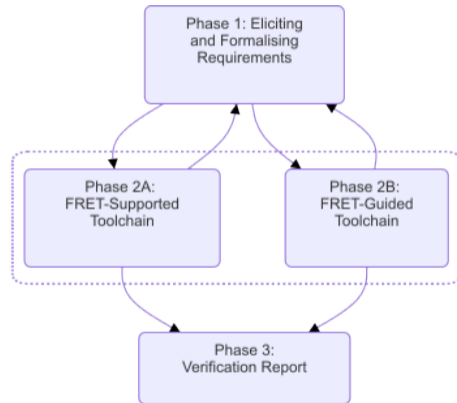 Phase 1: Eliciting
and Formalising
Requirements
Phase 2A:
FRET-Supported
Toolchain
Phase 2B:
FRET-Guided
Toolchain
Phase 3:
Verification Report